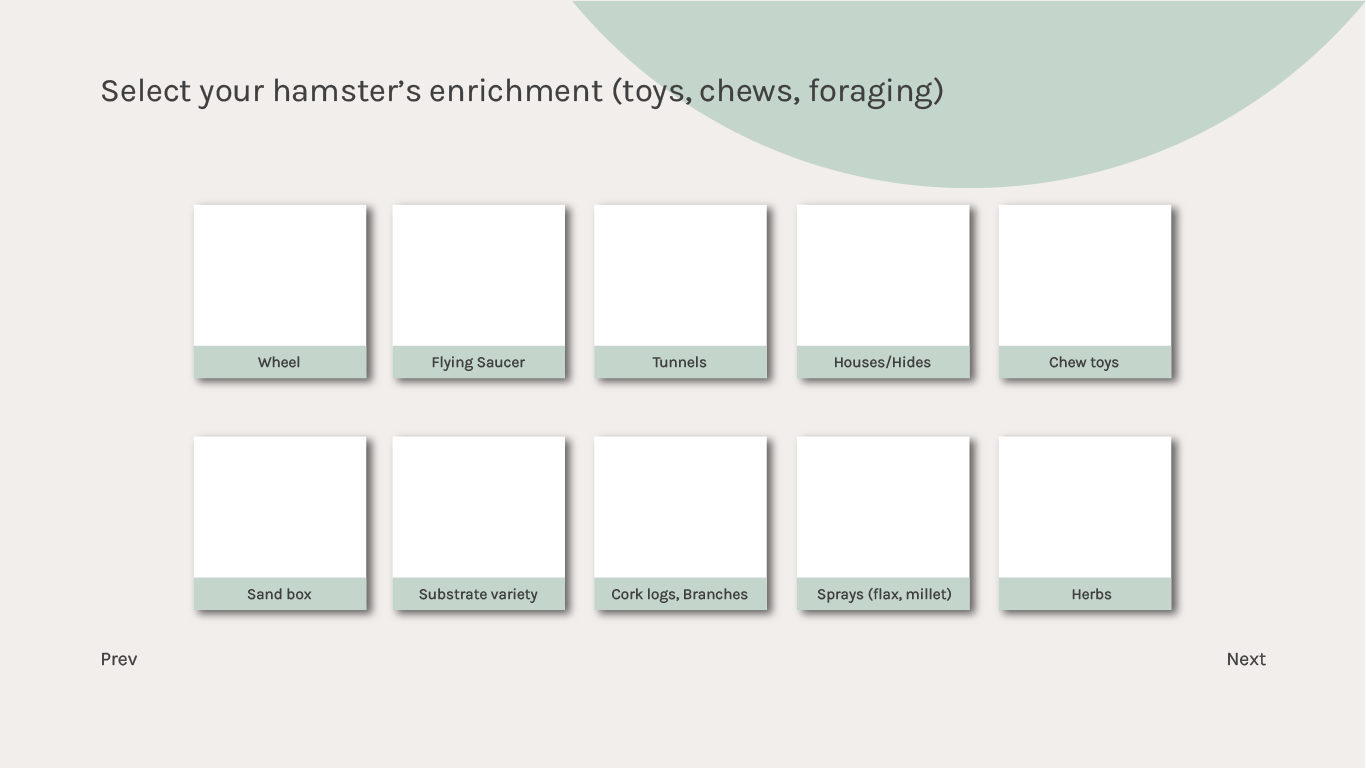 Select your hamster’s enrichment (toys, chews, foraging)
Wheel
Flying Saucer
Tunnels
Houses/Hides
Chew toys
Sand box
Substrate variety
Cork logs, Branches
Sprays (flax, millet)
Herbs
Prev
Next